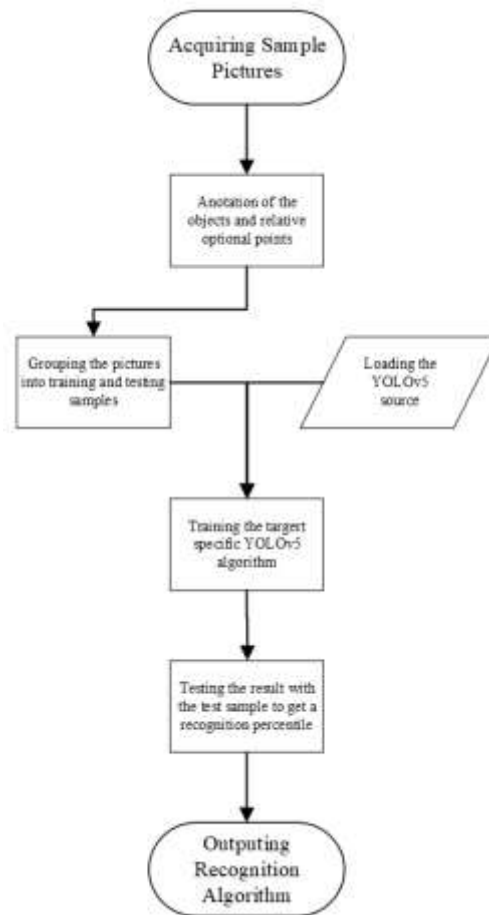 Acquiring Sample
Pictures
Anotation of the
objects and relative
optional points
Grouping the pictures
into training and testing
samples
Loading the
YOLOv5
source
Training the targert
specific YOLOv5
algorithm
Testing the result with
the test sample to get a
recognition percentile
Outputing
Recognition
Algorithm